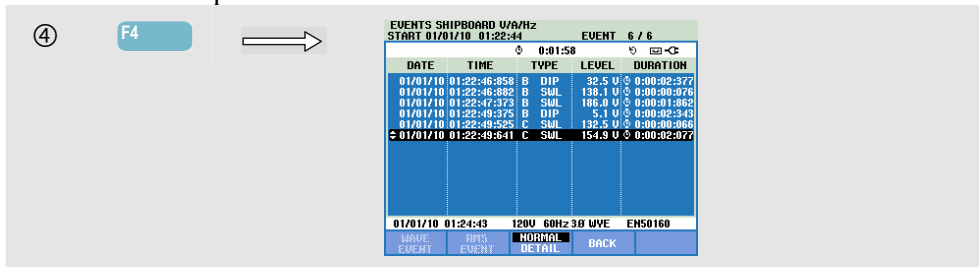 ④ F4
EVENTS SHIPBOARD V/A/Hz
START 01/01/10 01:22:44 EVENT 6 / 6
0:01:58
DATE TIME TYPE LEVEL DURATION
01/01/10 01:22:46:858 B DIP 32.5 V 0:00:02:377
01/01/10 01:22:46:882 B SWL 138.1 V 0:00:00:076
01/01/10 01:22:47:373 B SWL 186.0 V 0:00:01:862
01/01/10 01:22:49:375 B DIP 5.1 V 0:00:02:343
01/01/10 01:22:49:525 C SWL 132.5 V 0:00:00:066
01/01/10 01:22:49:641 C SWL 154.9 V 0:00:02:077
01/01/10 01:24:43 120V 60Hz 3Ø WYE EN50160
WAVE EVENT RMS EVENT NORMAL DETAIL BACK